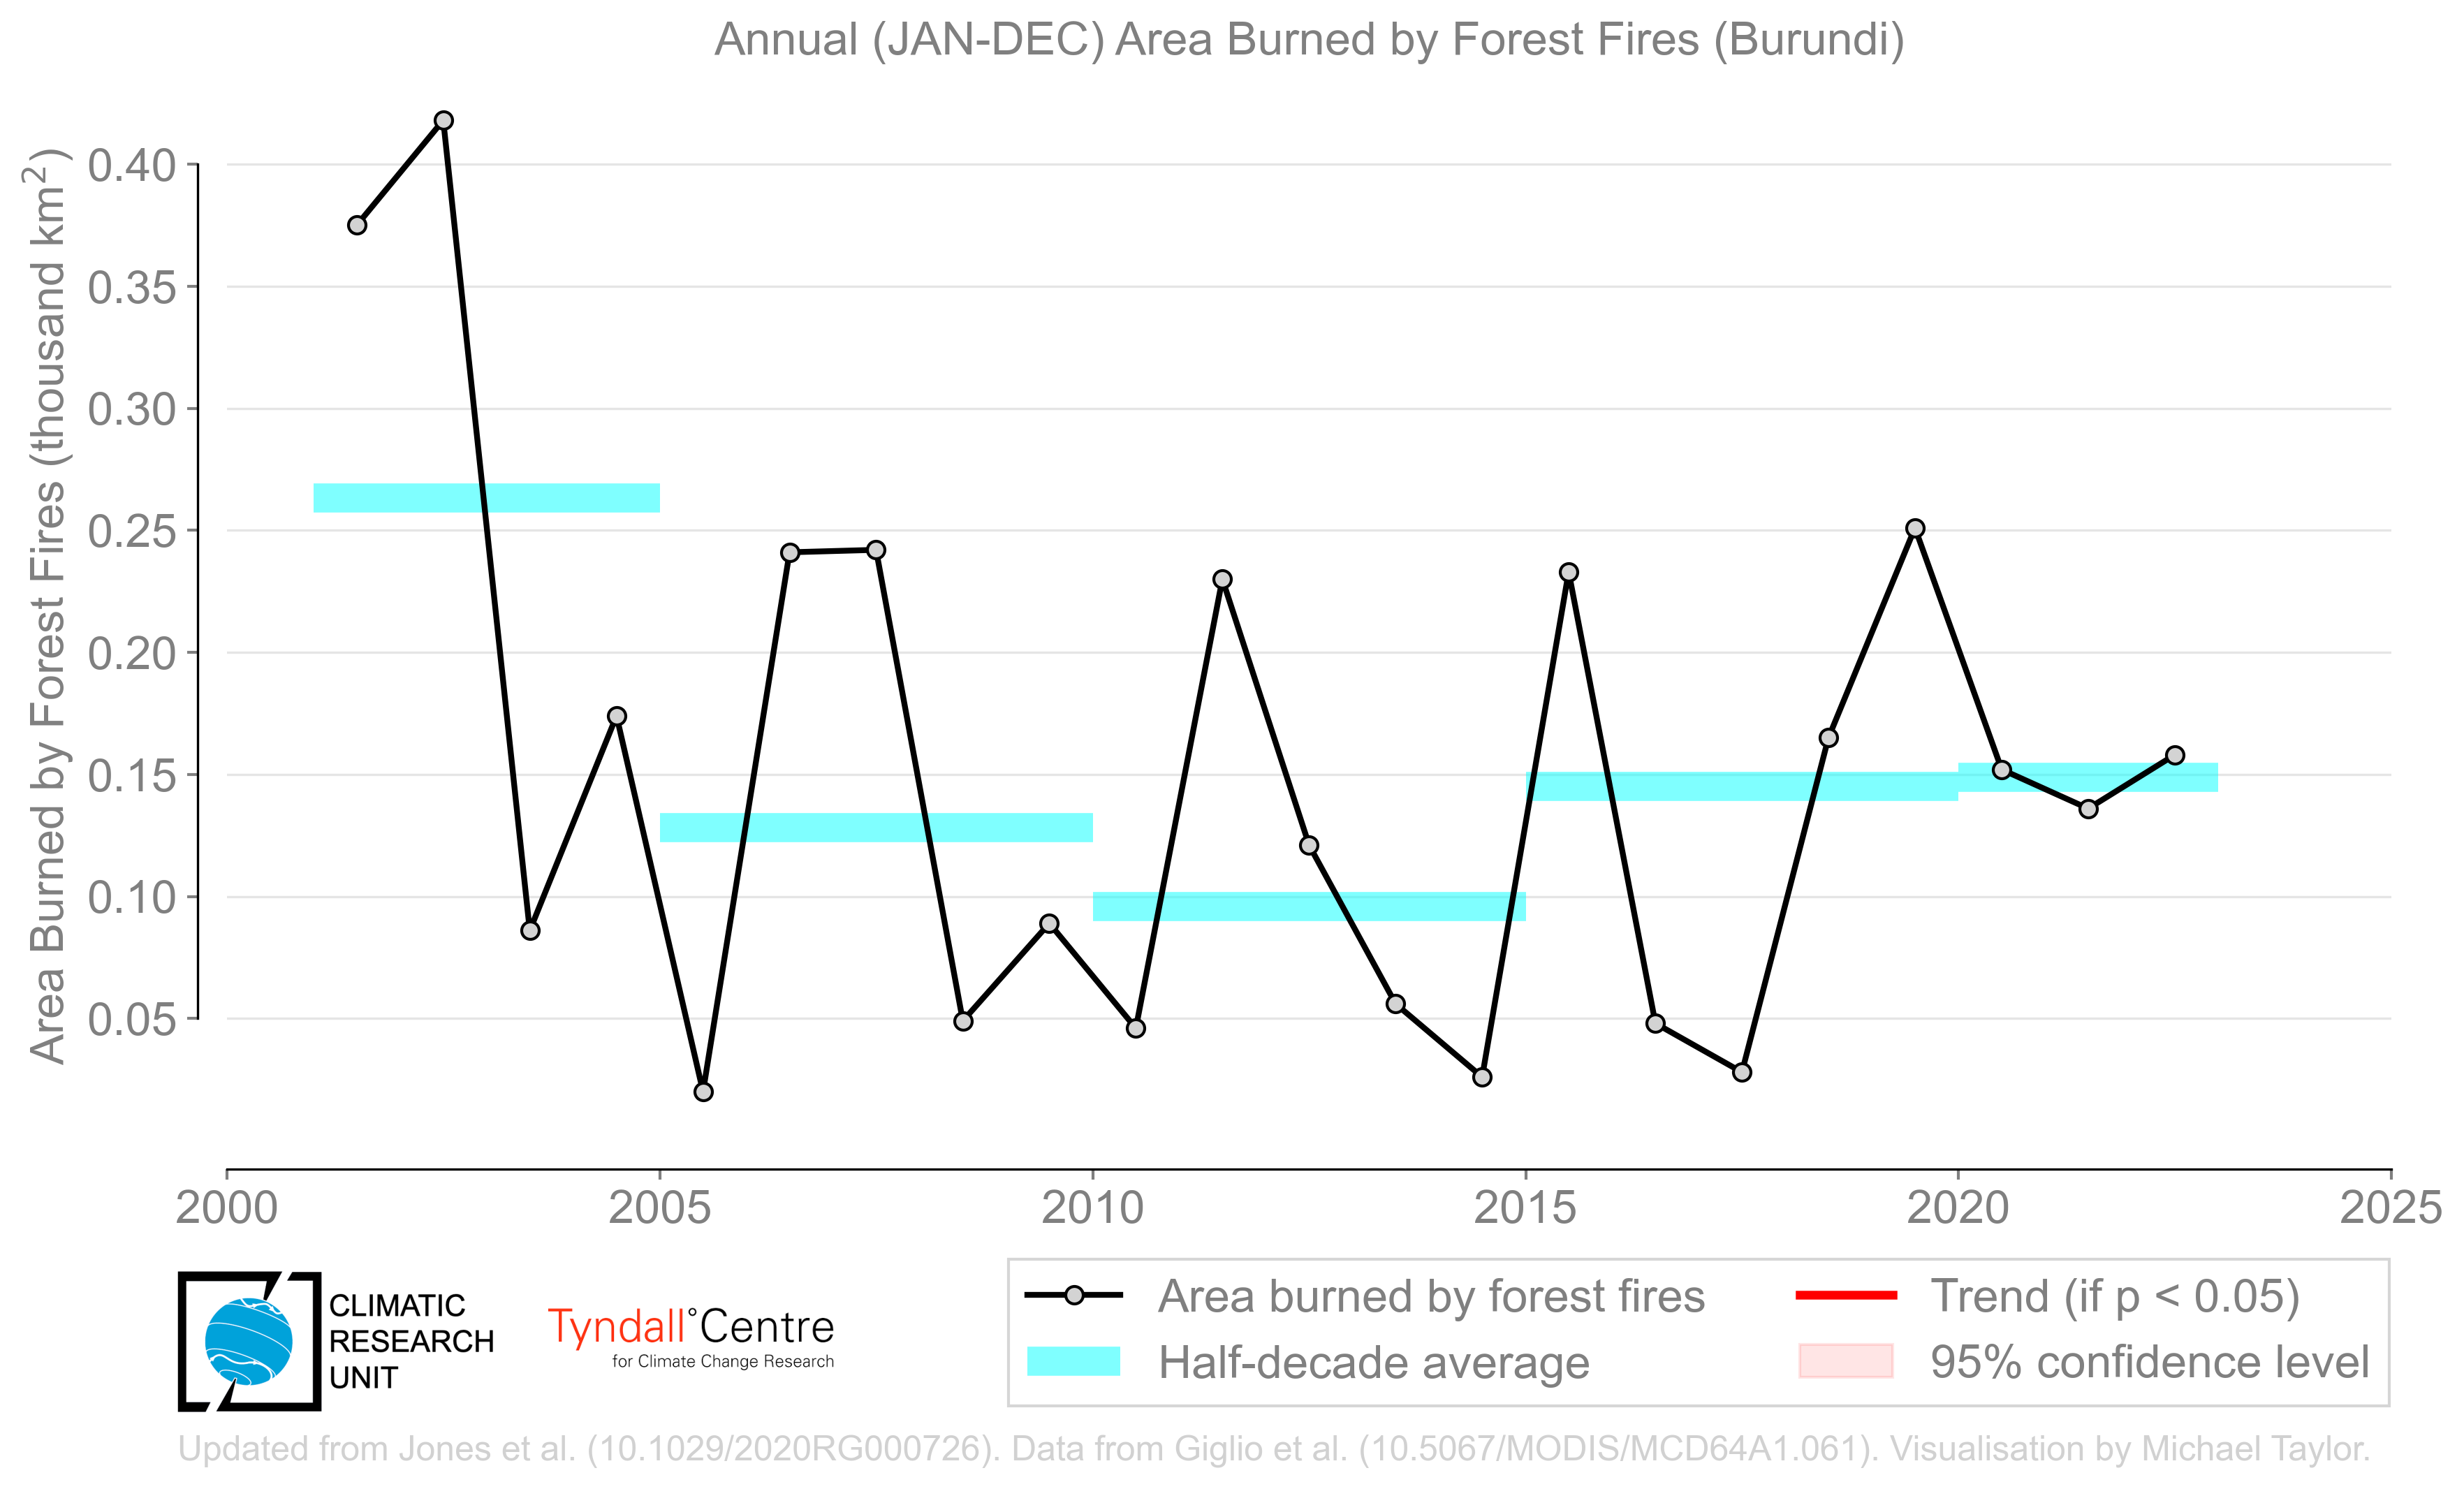 Annual (JAN-DEC) Area Burned by Forest Fires (Burundi)
Area Burned by Forest Fires (thousand km²)
0.40
0.35
0.30
0.25
0.20
0.15
0.10
0.05
2000 2005 2010 2015 2020 2025
CLIMATIC
RESEARCH
UNIT
Tyndall°Centre
for Climate Change Research
Area burned by forest fires
Half-decade average
Trend (if p < 0.05)
95% confidence level
Updated from Jones et al. (10.1029/2020RG000726). Data from Giglio et al. (10.5067/MODIS/MCD64A1.061). Visualisation by Michael Taylor.